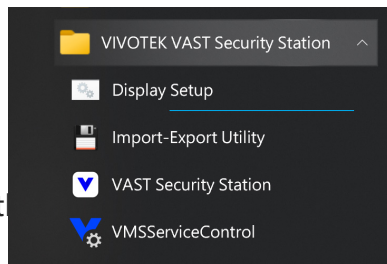 VIVOTEK VAST Security Station
Display Setup
Import-Export Utility
VAST Security Station
VMSServiceControl